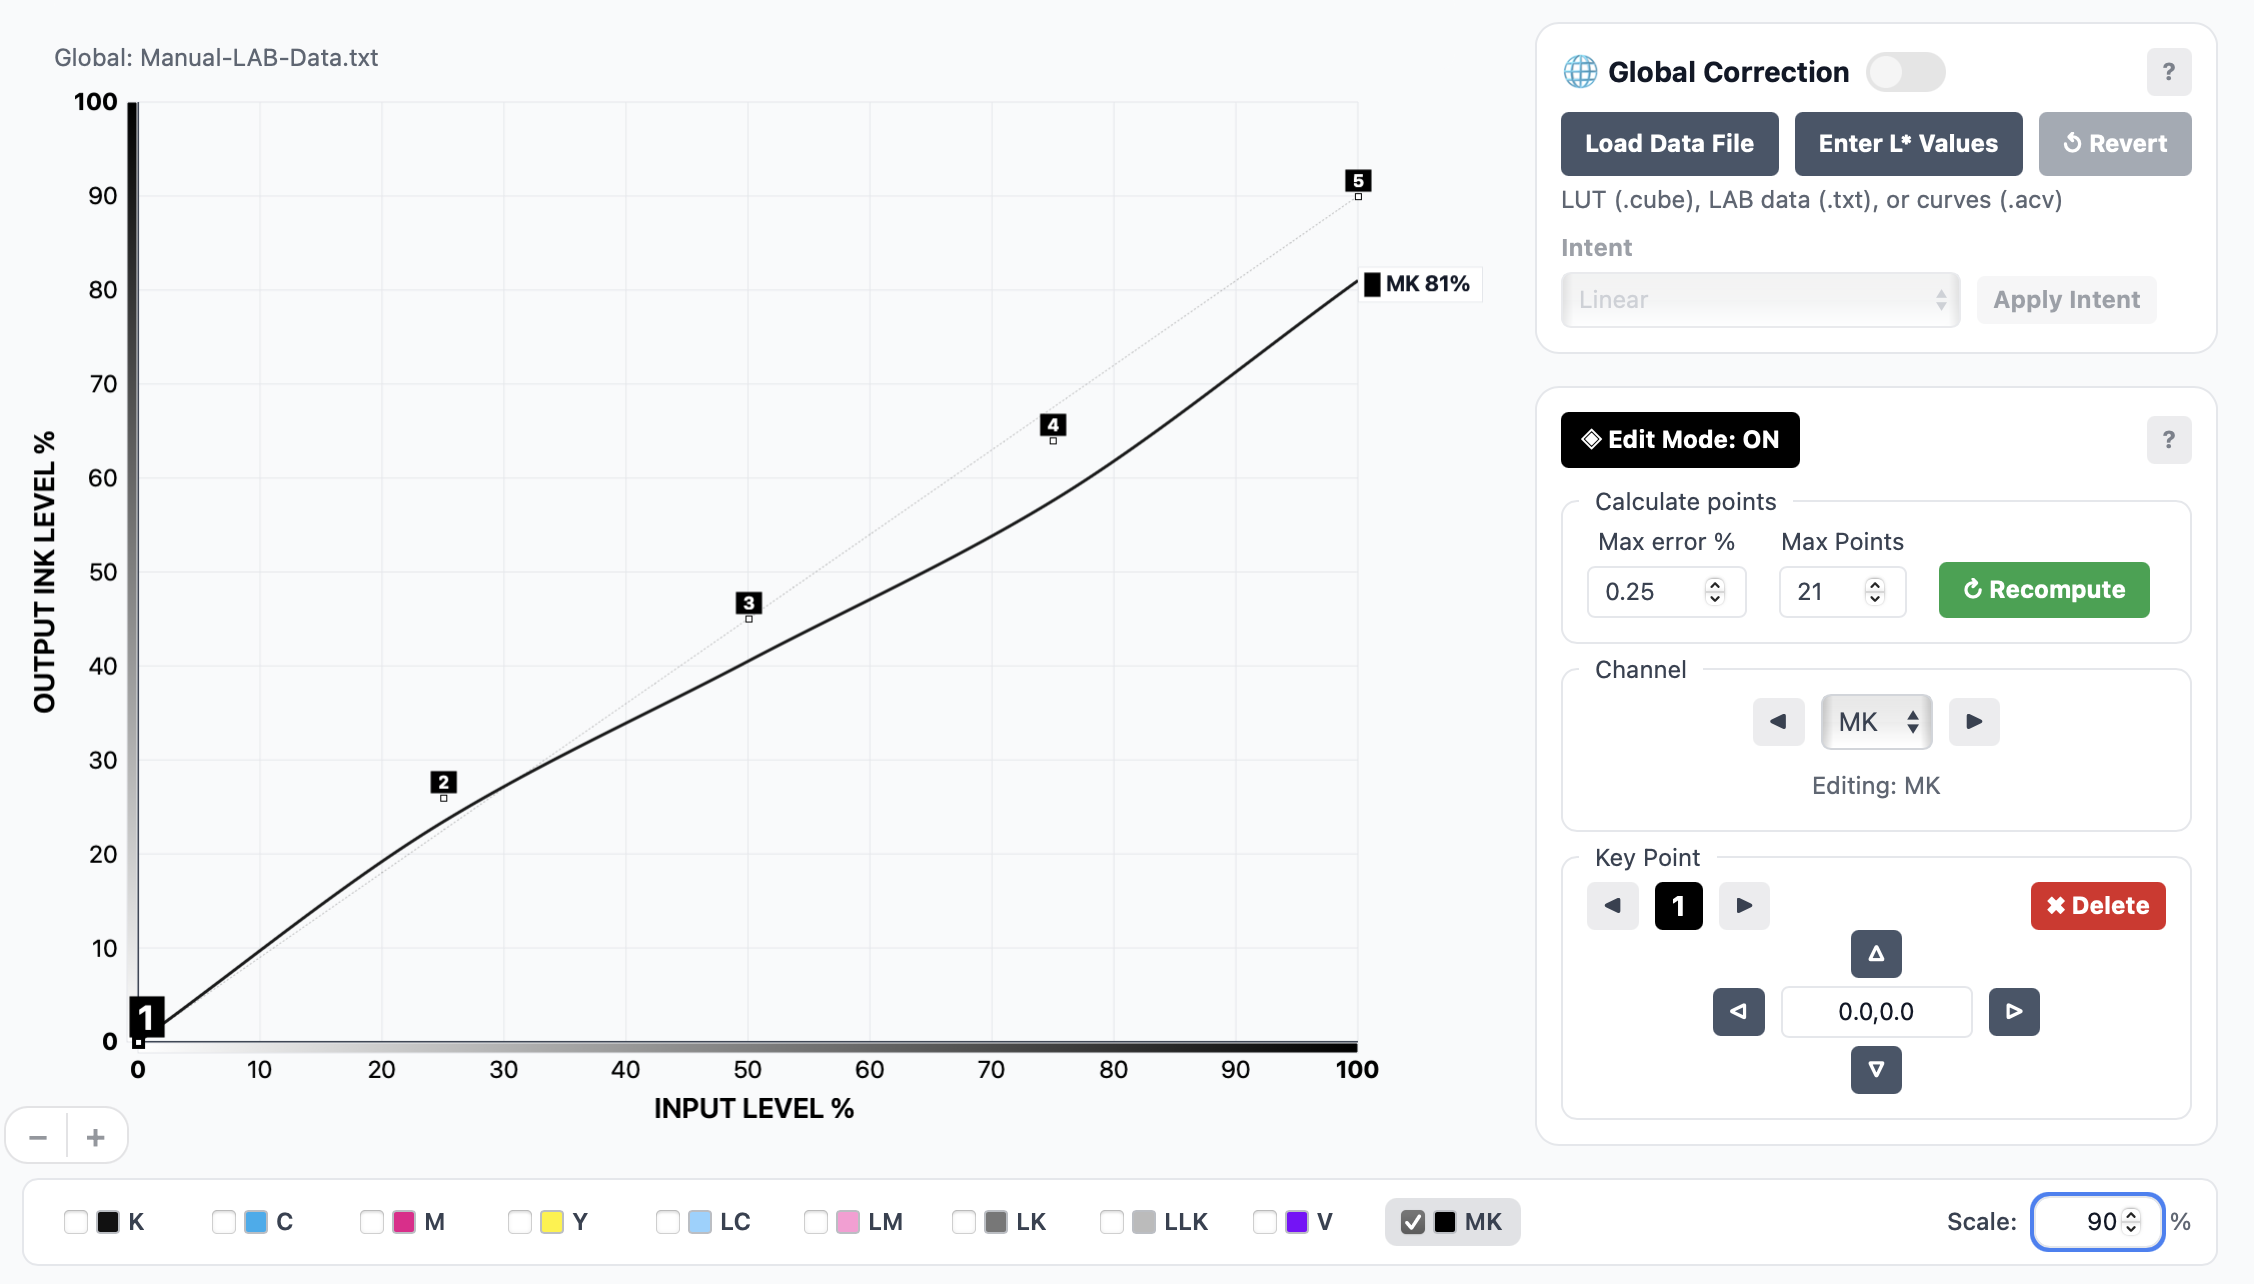 Global: Manual-LAB-Data.txt
100
90
80
70
60
50
40
30
20
10
0
OUTPUT INK LEVEL %
1
2
3
4
5
MK 81%
0 10 20 30 40 50 60 70 80 90 100
INPUT LEVEL %
− +
🌐 Global Correction ?
Load Data File Enter L* Values ↺ Revert
LUT (.cube), LAB data (.txt), or curves (.acv)
Intent
Linear Apply Intent
◈ Edit Mode: ON ?
Calculate points
Max error % Max Points
0.25 21 ↻ Recompute
Channel
◀ MK ▶
Editing: MK
Key Point
◀ 1 ▶ ✖ Delete
△
◁ 0.0,0.0 ▷
▽
K C M Y LC LM LK LLK V MK Scale: 90 %